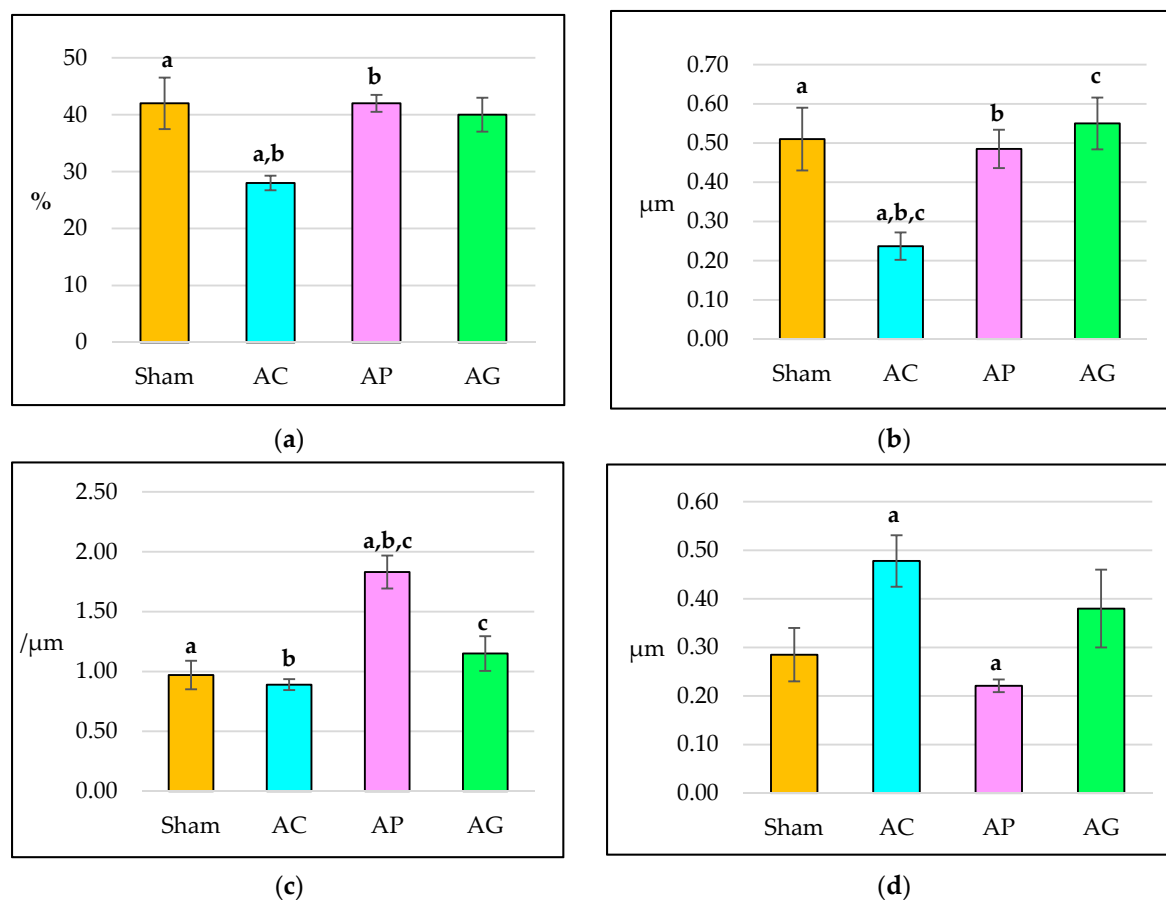 50
40
30
20
10
0
%
a
a,b
b
Sham AC AP AG
(a)
0.70
0.60
0.50
0.40
0.30
0.20
0.10
0.00
μm
a
a,b,c
b
c
Sham AC AP AG
(b)
2.50
2.00
1.50
1.00
0.50
0.00
/μm
a
b
a,b,c
c
Sham AC AP AG
(c)
0.60
0.50
0.40
0.30
0.20
0.10
0.00
μm
a
a
Sham AC AP AG
(d)